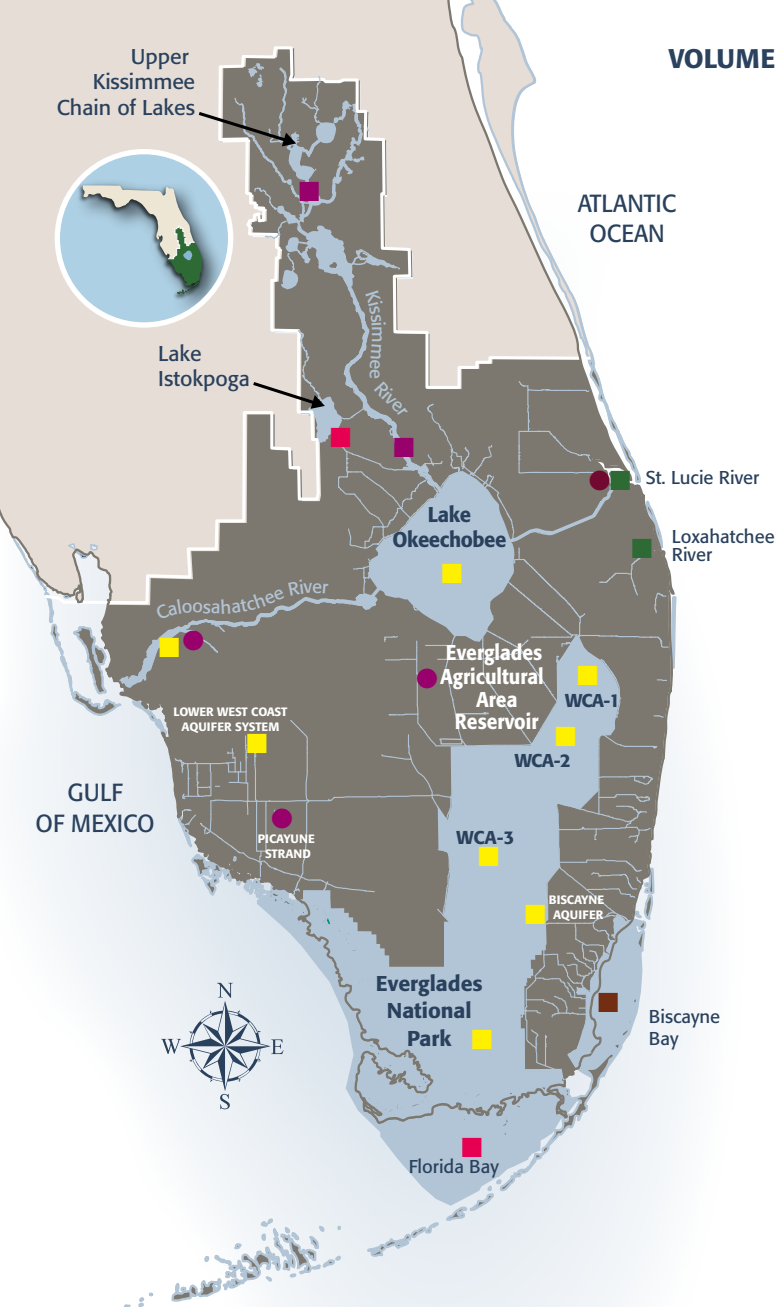 VOLUME
Upper
Kissimmee
Chain of Lakes
ATLANTIC
OCEAN
Kissimmee River
Lake
Istokpoga
St. Lucie River
Lake
Okeechobee
Loxahatchee
River
Caloosahatchee River
Everglades
Agricultural
Area
Reservoir
WCA-1
LOWER WEST COAST
AQUIFER SYSTEM
WCA-2
GULF
OF MEXICO
PICAYUNE
STRAND
WCA-3
BISCAYNE
AQUIFER
Everglades
National
Park
N
W
E
S
Biscayne
Bay
Florida Bay